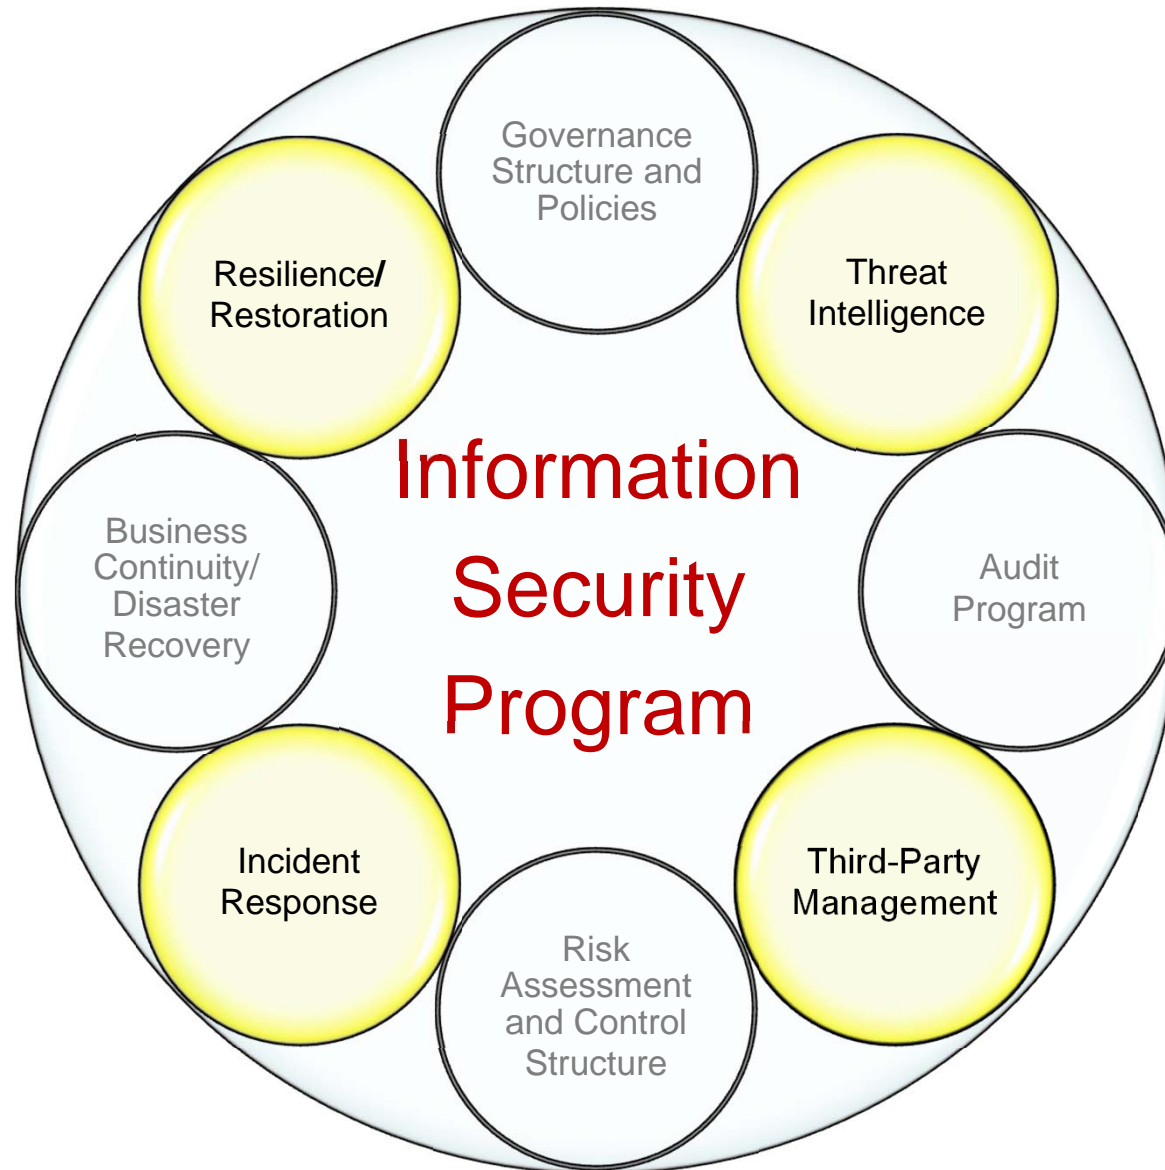 Governance
Structure and
Policies
Resilience/
Restoration
Threat
Intelligence
Information
Security
Program
Business
Continuity/
Disaster
Recovery
Audit
Program
Incident
Response
Third-Party
Management
Risk
Assessment
and Control
Structure